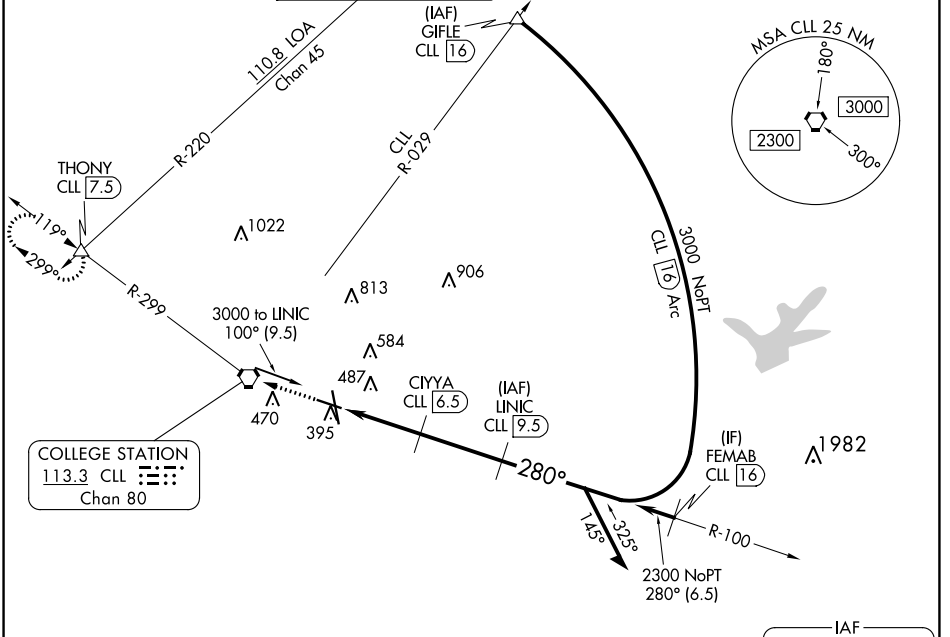 (IAF)
GIFLE
CLL 16
110.8 LOA
Chan 45
MSA CLL 25 NM
180°
3000
2300
300°
R-220
CLL
R-029
THONY
CLL 7.5
119°
299°
1022
3000 NoPT
CLL 16 Arc
906
813
R-299
3000 to LINIC
100° (9.5)
584
487
CIYYA
CLL 6.5
(IAF)
LINIC
CLL 9.5
470
395
COLLEGE STATION
113.3 CLL
Chan 80
280°
(IF)
FEMAB
CLL 16
1982
145°
325°
R-100
2300 NoPT
280° (6.5)
IAF